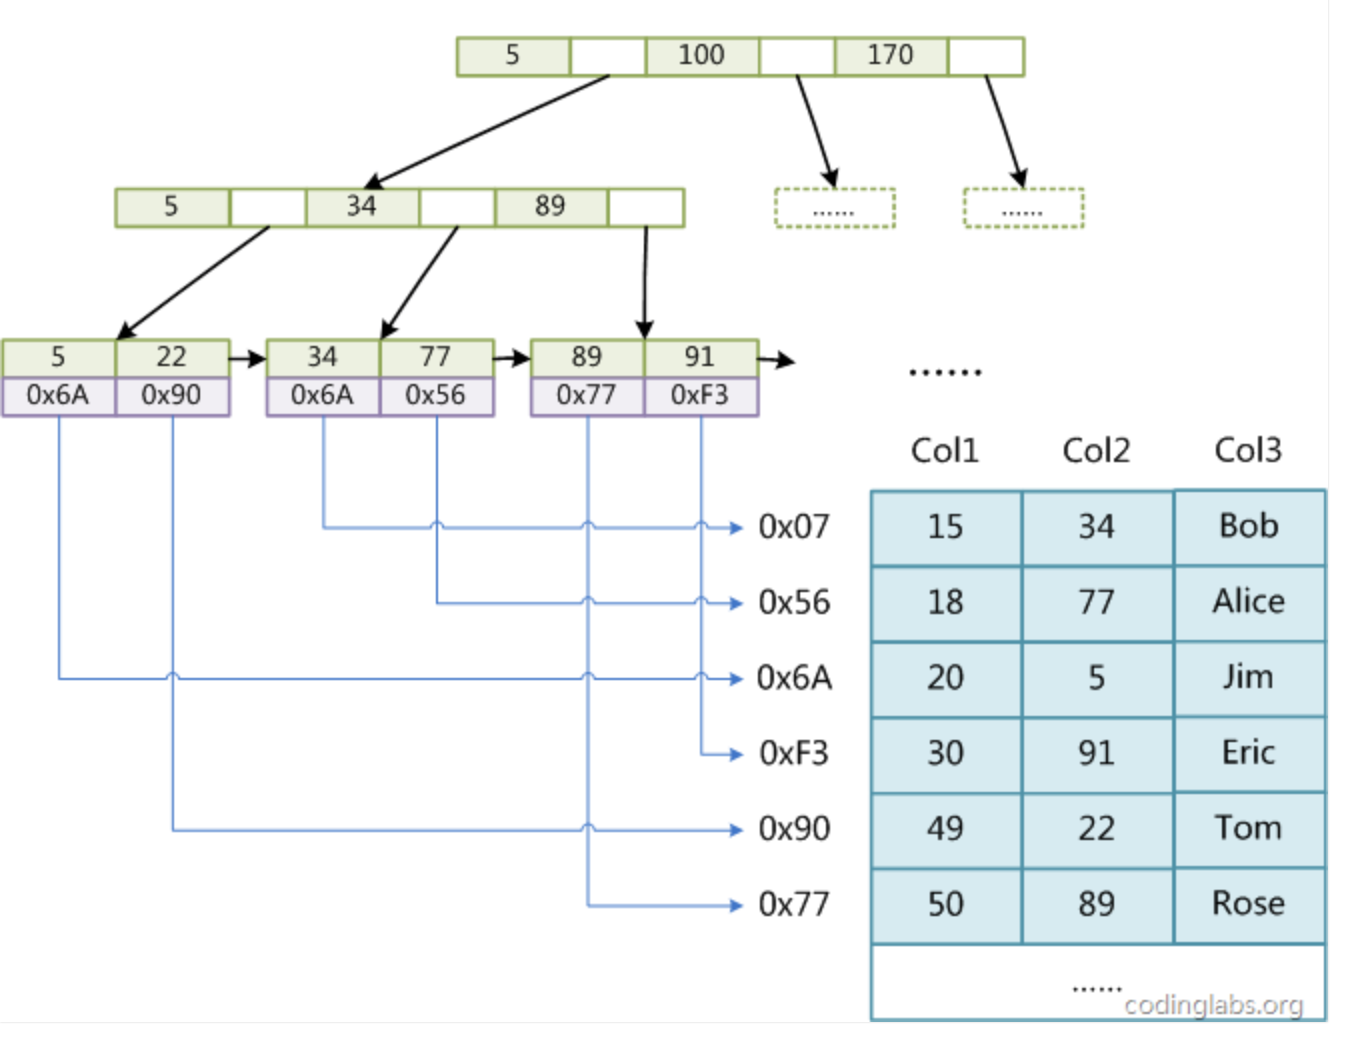 5 100 170
5 34 89
...... ......
5 22 34 77 89 91
0x6A 0x90 0x6A 0x56 0x77 0xF3
......
Col1 Col2 Col3
0x07 15 34 Bob
0x56 18 77 Alice
0x6A 20 5 Jim
0xF3 30 91 Eric
0x90 49 22 Tom
0x77 50 89 Rose
......
codinglabs.org